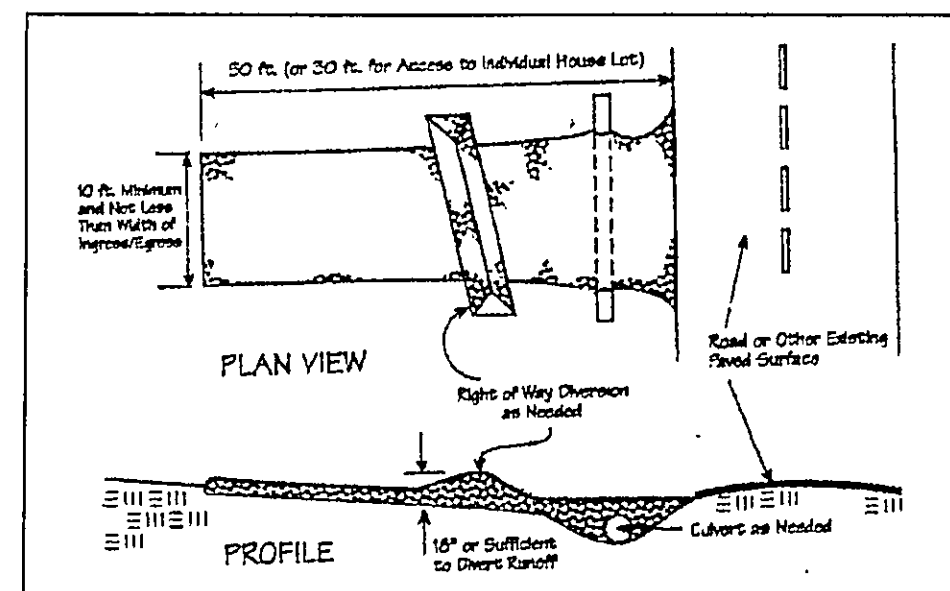 50 ft. (or 30 ft. for Access to Individual House Lot)
10 ft. Minimum
and Not Less
Than Width of
Ingress/Egress
PLAN VIEW
Road or Other Existing
Paved Surface
Right of Way Diversion
as Needed
Culvert as Needed
PROFILE
18" or Sufficient
to Divert Runoff